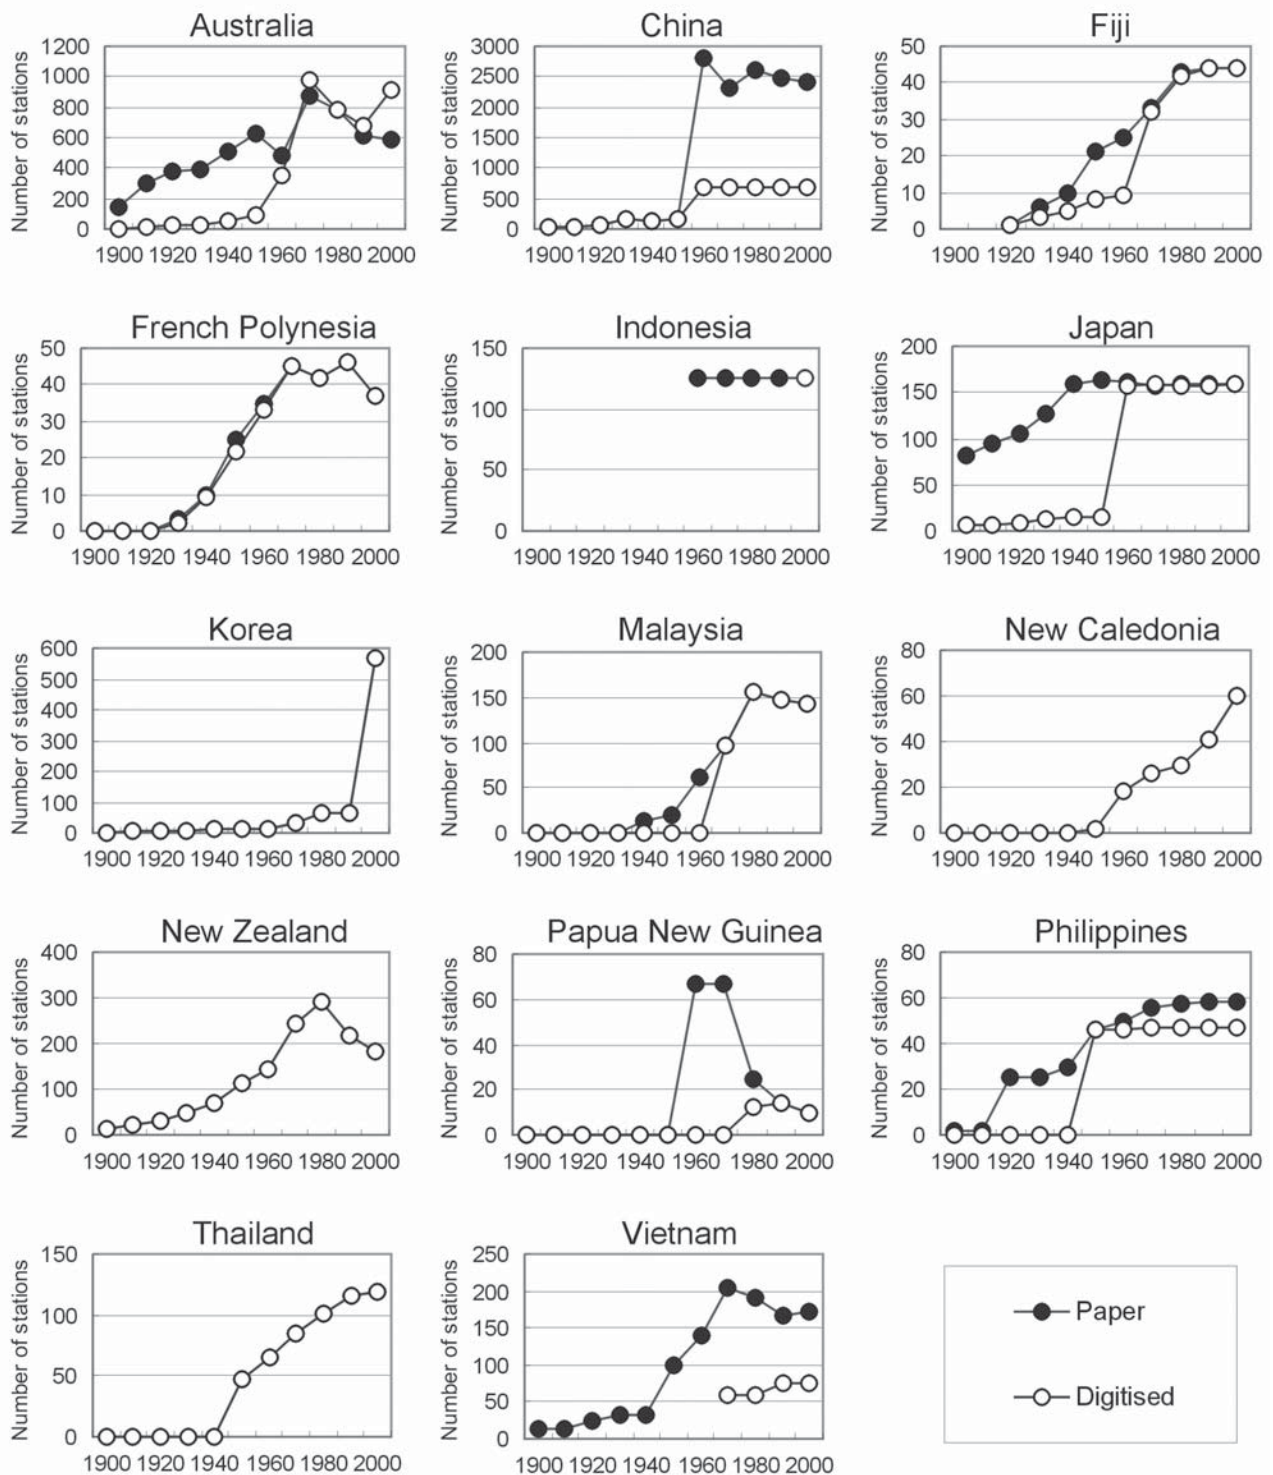 Australia
Number of stations
1200
1000
800
600
400
200
0
1900 1920 1940 1960 1980 2000
China
Number of stations
3000
2500
2000
1500
1000
500
0
1900 1920 1940 1960 1980 2000
Fiji
Number of stations
50
40
30
20
10
0
1900 1920 1940 1960 1980 2000
French Polynesia
Number of stations
50
40
30
20
10
0
1900 1920 1940 1960 1980 2000
Indonesia
Number of stations
150
100
50
0
1900 1920 1940 1960 1980 2000
Japan
Number of stations
200
150
100
50
0
1900 1920 1940 1960 1980 2000
Korea
Number of stations
600
500
400
300
200
100
0
1900 1920 1940 1960 1980 2000
Malaysia
Number of stations
200
150
100
50
0
1900 1920 1940 1960 1980 2000
New Caledonia
Number of stations
80
60
40
20
0
1900 1920 1940 1960 1980 2000
New Zealand
Number of stations
400
300
200
100
0
1900 1920 1940 1960 1980 2000
Papua New Guinea
Number of stations
80
60
40
20
0
1900 1920 1940 1960 1980 2000
Philippines
Number of stations
80
60
40
20
0
1900 1920 1940 1960 1980 2000
Thailand
Number of stations
150
100
50
0
1900 1920 1940 1960 1980 2000
Vietnam
Number of stations
250
200
150
100
50
0
1900 1920 1940 1960 1980 2000
Paper
Digitised